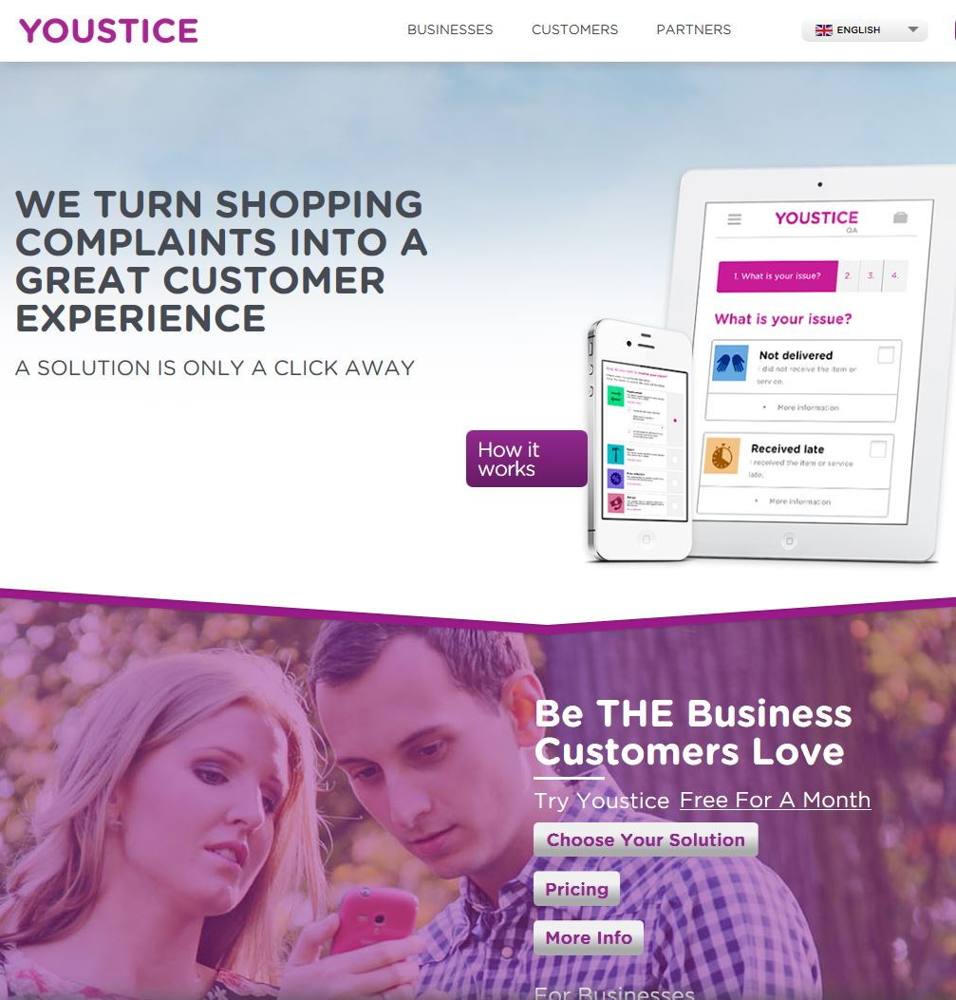 YOUSTICE
BUSINESSES
CUSTOMERS
PARTNERS
ENGLISH
WE TURN SHOPPING
COMPLAINTS INTO A
GREAT CUSTOMER
EXPERIENCE
A SOLUTION IS ONLY A CLICK AWAY
How it
works
YOUSTICE
QA
1. What is your issue?
2.
3.
4.
What is your issue?
Not delivered
I did not receive the item or
service.
More information
Received late
I received the item or service
late.
More information
Be THE Business
Customers Love
Try Youstice Free For A Month
Choose Your Solution
Pricing
More Info
For Businesses